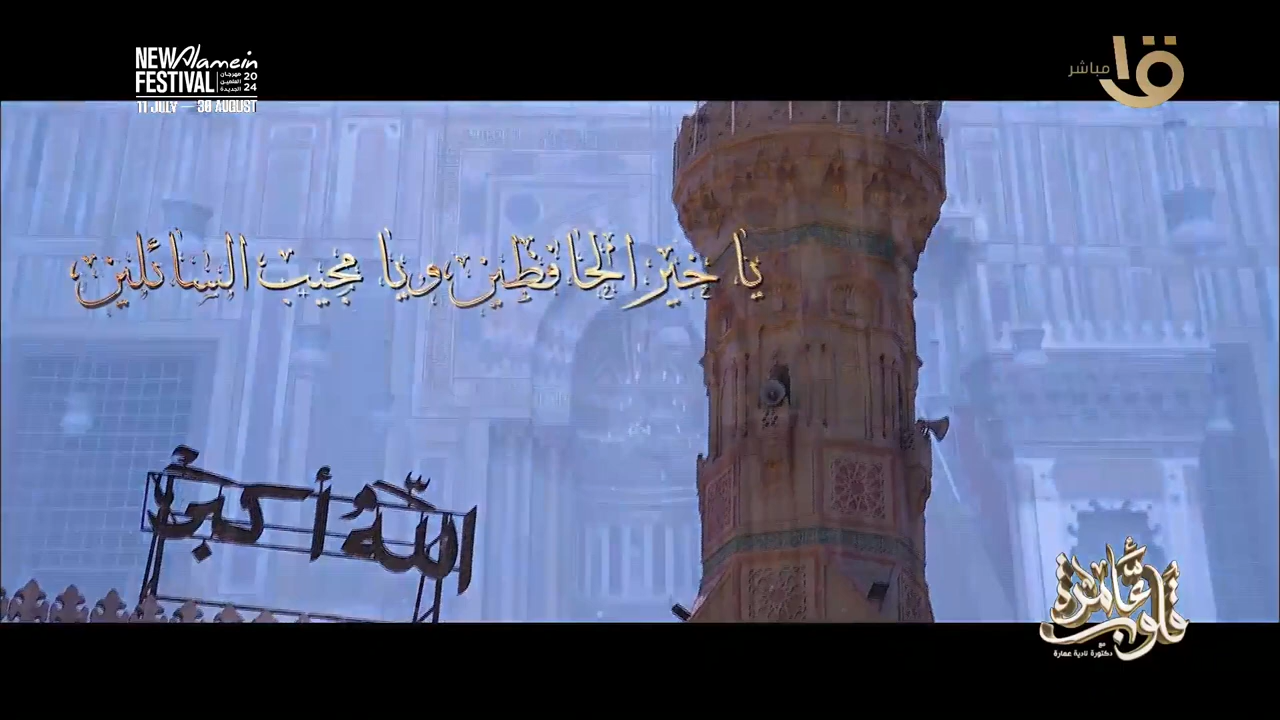 NEW Alamein
FESTIVAL
مهرجان
العلمين
الجديدة
20
24
11 JULY — 30 AUGUST
مباشر
يا خير الحافظين ويا مجيب السائلين
الله أكبر
قلوب عامرة
مع
دكتورة نادية عمارة